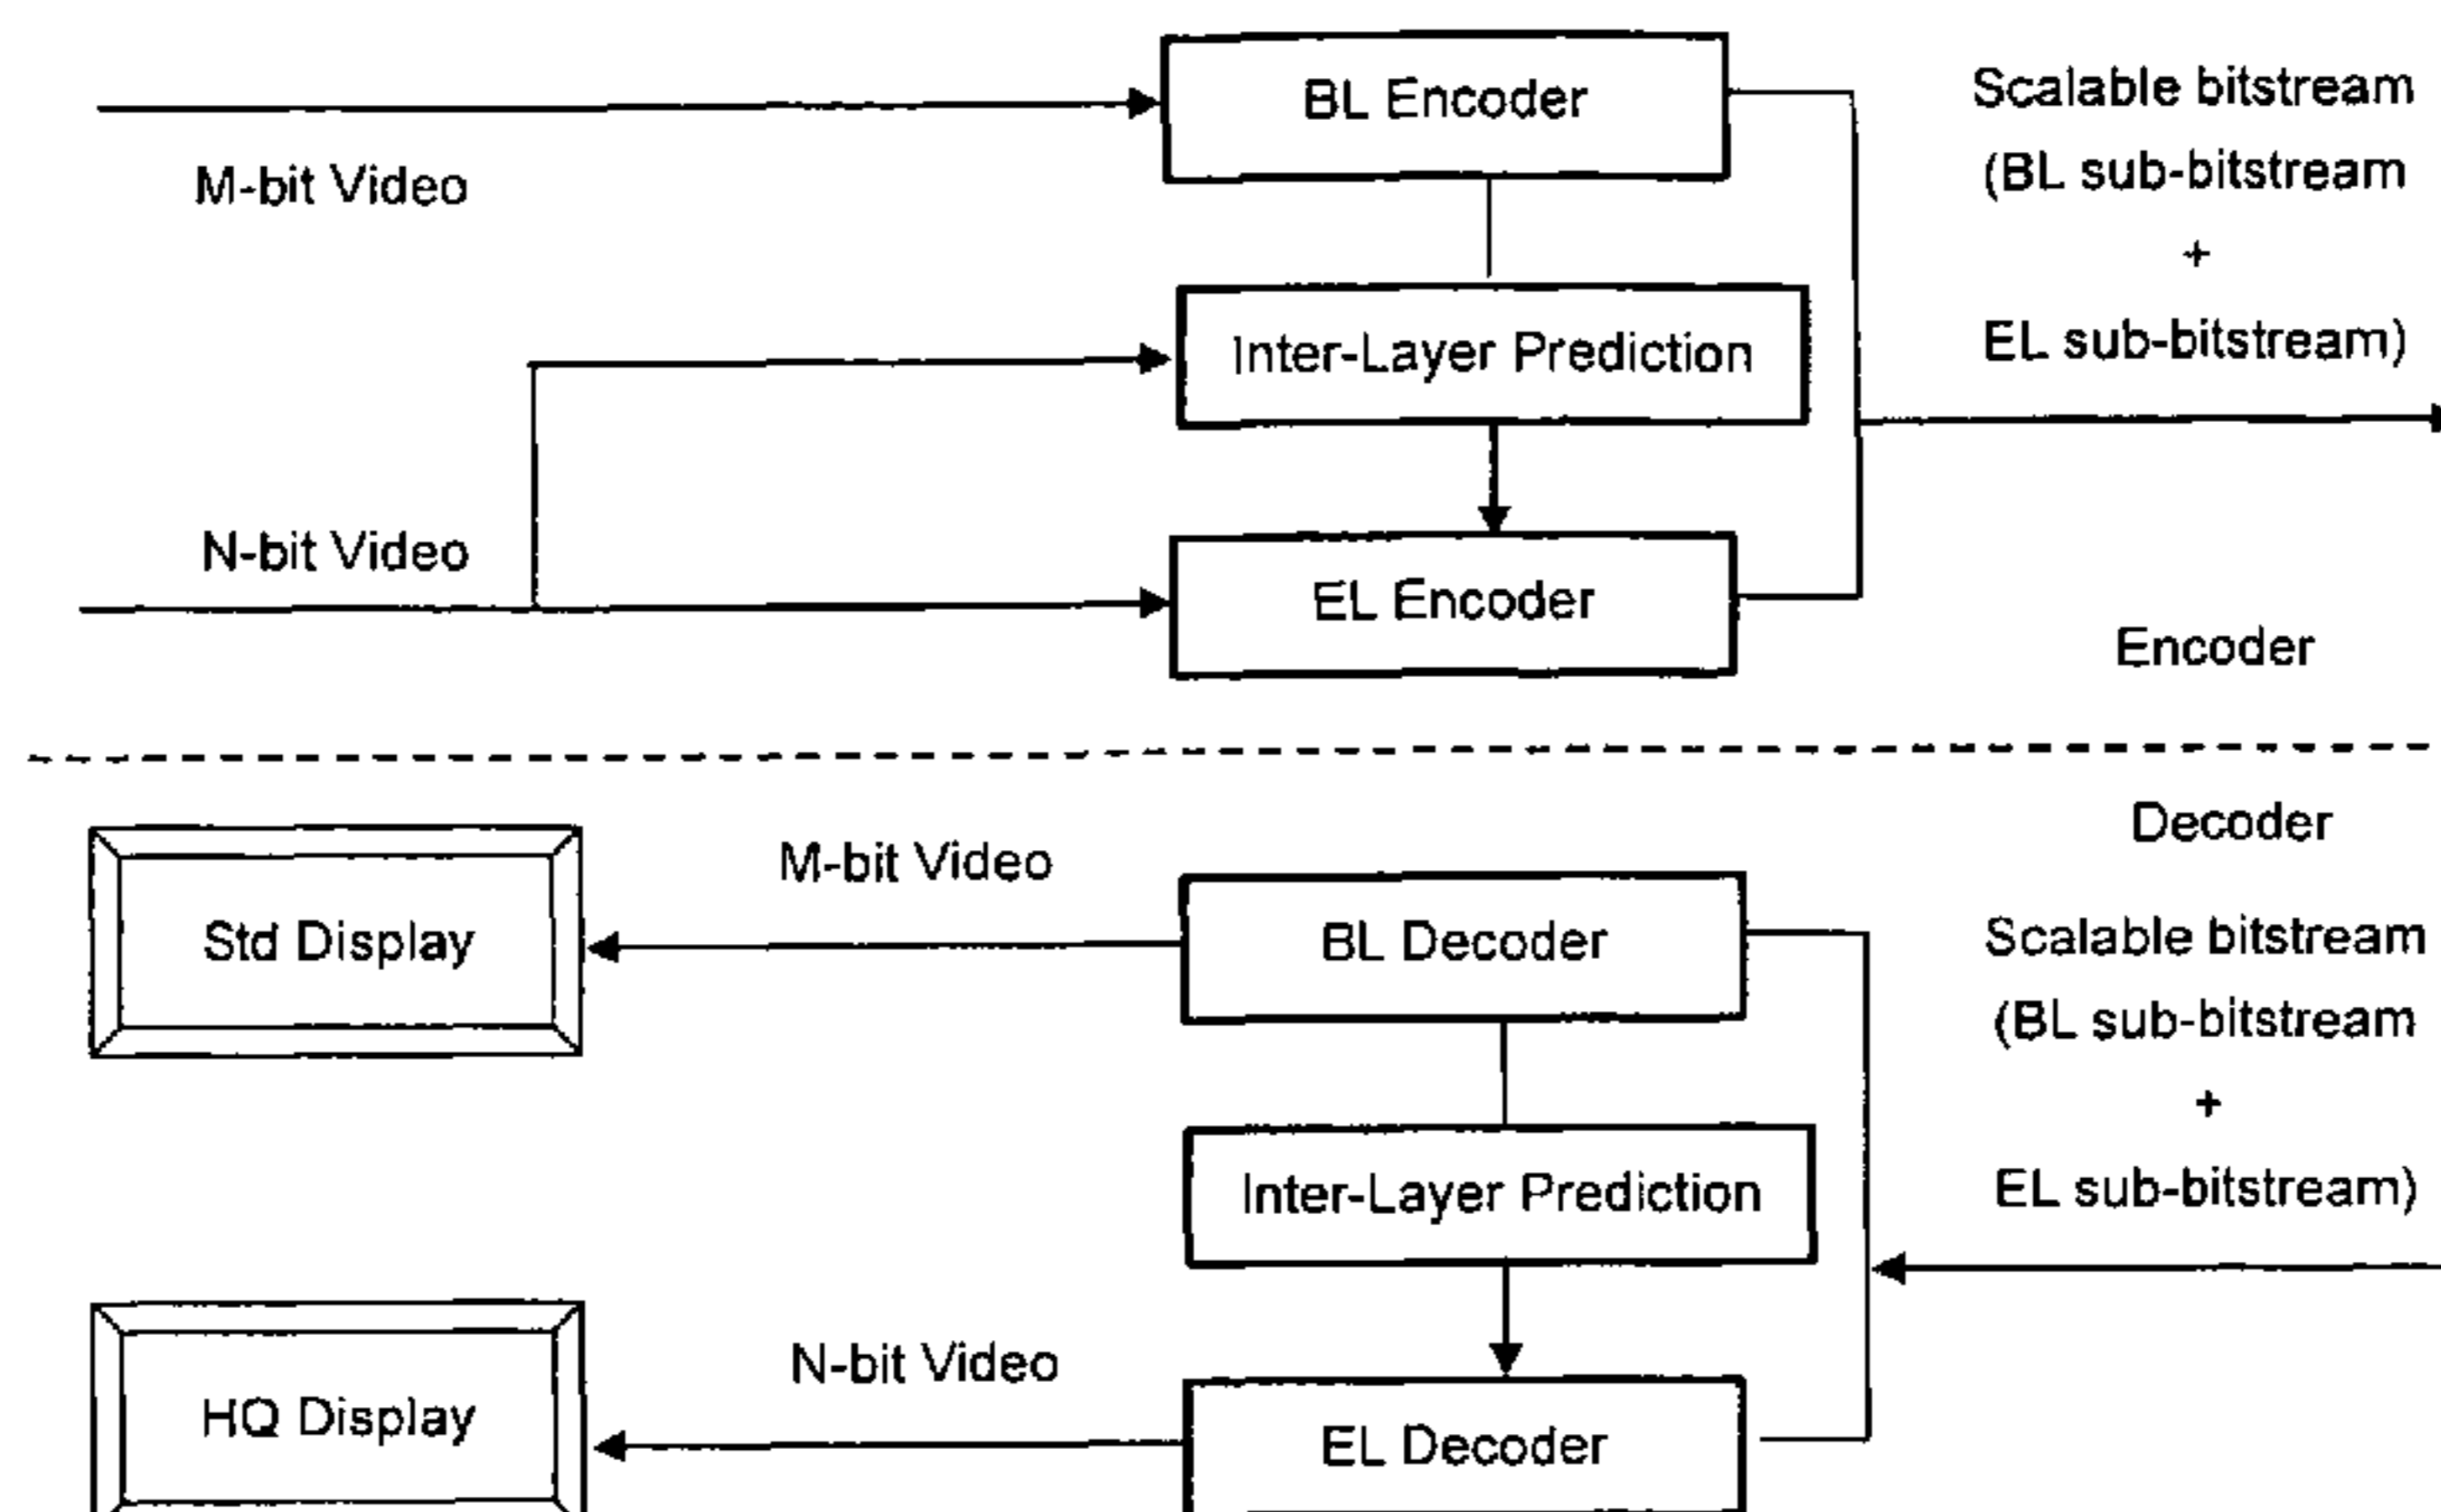 BL Encoder
Scalable bitstream
(BL sub-bitstream
+
EL sub-bitstream)
M-bit Video
Inter-Layer Prediction
N-bit Video
EL Encoder
Encoder
Decoder
M-bit Video
Std Display
BL Decoder
Scalable bitstream
(BL sub-bitstream
+
EL sub-bitstream)
Inter-Layer Prediction
N-bit Video
HQ Display
EL Decoder